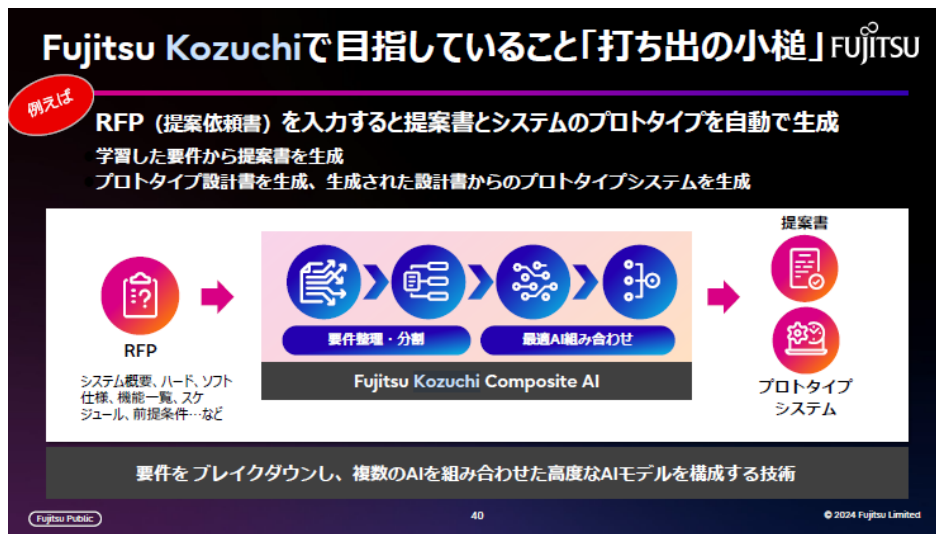 Fujitsu Kozuchiで目指していること「打ち出の小槌」
FUJITSU
例えば
RFP（提案依頼書）を入力すると提案書とシステムのプロトタイプを自動で生成
学習した要件から提案書を生成
プロトタイプ設計書を生成、生成された設計書からのプロトタイプシステムを生成
RFP
システム概要、ハード、ソフト
仕様、機能一覧、スケ
ジュール、前提条件…など
要件整理・分割
最適AI組み合わせ
Fujitsu Kozuchi Composite AI
提案書
プロトタイプ
システム
要件をブレイクダウンし、複数のAIを組み合わせた高度なAIモデルを構成する技術
Fujitsu Public
40
© 2024 Fujitsu Limited